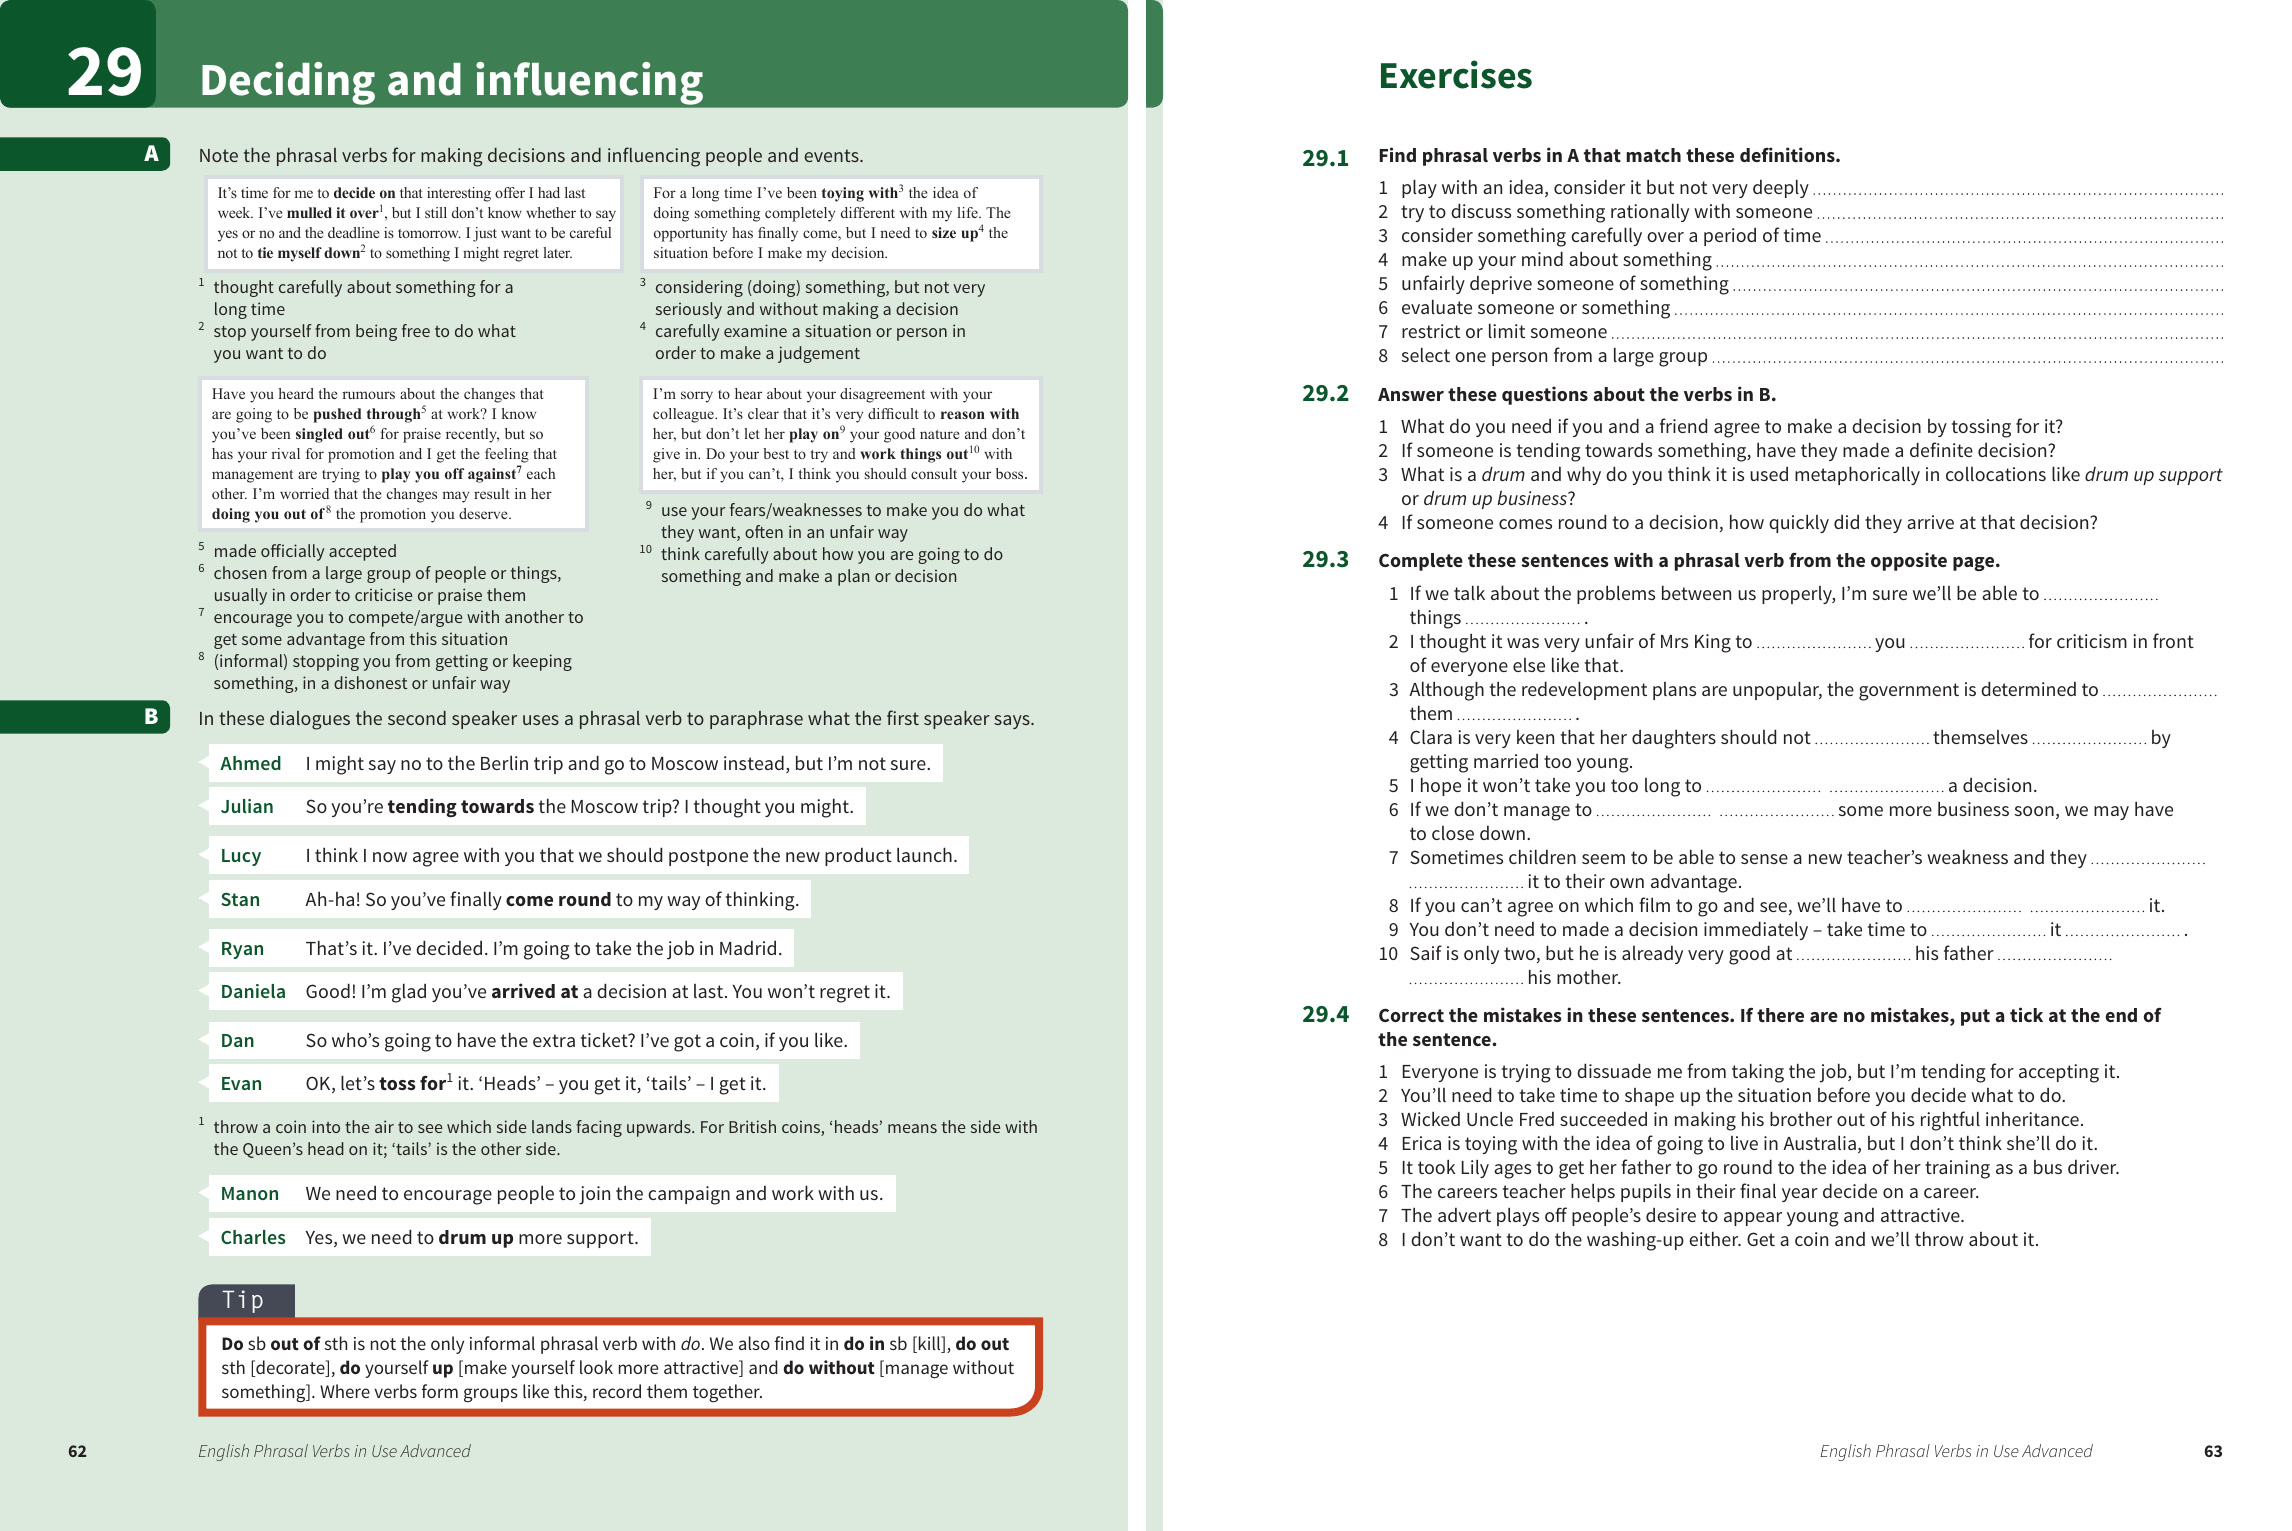 29
Deciding and influencing
A
Note the phrasal verbs for making decisions and influencing people and events.
It’s time for me to decide on that interesting offer I had last
week. I’ve mulled it over1, but I still don’t know whether to say
yes or no and the deadline is tomorrow. I just want to be careful
not to tie myself down2 to something I might regret later.
1 thought carefully about something for a
long time
2 stop yourself from being free to do what
you want to do
For a long time I’ve been toying with3 the idea of
doing something completely different with my life. The
opportunity has finally come, but I need to size up4 the
situation before I make my decision.
3 considering (doing) something, but not very
seriously and without making a decision
4 carefully examine a situation or person in
order to make a judgement
Have you heard the rumours about the changes that
are going to be pushed through5 at work? I know
you’ve been singled out6 for praise recently, but so
has your rival for promotion and I get the feeling that
management are trying to play you off against7 each
other. I’m worried that the changes may result in her
doing you out of8 the promotion you deserve.
5 made officially accepted
6 chosen from a large group of people or things,
usually in order to criticise or praise them
7 encourage you to compete/argue with another to
get some advantage from this situation
8 (informal) stopping you from getting or keeping
something, in a dishonest or unfair way
I’m sorry to hear about your disagreement with your
colleague. It’s clear that it’s very difficult to reason with
her, but don’t let her play on9 your good nature and don’t
give in. Do your best to try and work things out10 with
her, but if you can’t, I think you should consult your boss.
9 use your fears/weaknesses to make you do what
they want, often in an unfair way
10 think carefully about how you are going to do
something and make a plan or decision
B
In these dialogues the second speaker uses a phrasal verb to paraphrase what the first speaker says.
Ahmed I might say no to the Berlin trip and go to Moscow instead, but I’m not sure.
Julian So you’re tending towards the Moscow trip? I thought you might.
Lucy I think I now agree with you that we should postpone the new product launch.
Stan Ah-ha! So you’ve finally come round to my way of thinking.
Ryan That’s it. I’ve decided. I’m going to take the job in Madrid.
Daniela Good! I’m glad you’ve arrived at a decision at last. You won’t regret it.
Dan So who’s going to have the extra ticket? I’ve got a coin, if you like.
Evan OK, let’s toss for1 it. ‘Heads’ – you get it, ‘tails’ – I get it.
1 throw a coin into the air to see which side lands facing upwards. For British coins, ‘heads’ means the side with
the Queen’s head on it; ‘tails’ is the other side.
Manon We need to encourage people to join the campaign and work with us.
Charles Yes, we need to drum up more support.
Tip
Do sb out of sth is not the only informal phrasal verb with do. We also find it in do in sb [kill], do out
sth [decorate], do yourself up [make yourself look more attractive] and do without [manage without
something]. Where verbs form groups like this, record them together.
62 English Phrasal Verbs in Use Advanced
Exercises
29.1 Find phrasal verbs in A that match these definitions.
1 play with an idea, consider it but not very deeply ..........
2 try to discuss something rationally with someone ..........
3 consider something carefully over a period of time ..........
4 make up your mind about something ..........
5 unfairly deprive someone of something ..........
6 evaluate someone or something ..........
7 restrict or limit someone ..........
8 select one person from a large group ..........
29.2 Answer these questions about the verbs in B.
1 What do you need if you and a friend agree to make a decision by tossing for it?
2 If someone is tending towards something, have they made a definite decision?
3 What is a drum and why do you think it is used metaphorically in collocations like drum up support
or drum up business?
4 If someone comes round to a decision, how quickly did they arrive at that decision?
29.3 Complete these sentences with a phrasal verb from the opposite page.
1 If we talk about the problems between us properly, I’m sure we’ll be able to ..........
things .......... .
2 I thought it was very unfair of Mrs King to .......... you .......... for criticism in front
of everyone else like that.
3 Although the redevelopment plans are unpopular, the government is determined to ..........
them .......... .
4 Clara is very keen that her daughters should not .......... themselves .......... by
getting married too young.
5 I hope it won’t take you too long to .......... .......... a decision.
6 If we don’t manage to .......... .......... some more business soon, we may have
to close down.
7 Sometimes children seem to be able to sense a new teacher’s weakness and they ..........
.......... it to their own advantage.
8 If you can’t agree on which film to go and see, we’ll have to .......... .......... it.
9 You don’t need to made a decision immediately – take time to .......... it .......... .
10 Saif is only two, but he is already very good at .......... his father ..........
.......... his mother.
29.4 Correct the mistakes in these sentences. If there are no mistakes, put a tick at the end of
the sentence.
1 Everyone is trying to dissuade me from taking the job, but I’m tending for accepting it.
2 You’ll need to take time to shape up the situation before you decide what to do.
3 Wicked Uncle Fred succeeded in making his brother out of his rightful inheritance.
4 Erica is toying with the idea of going to live in Australia, but I don’t think she’ll do it.
5 It took Lily ages to get her father to go round to the idea of her training as a bus driver.
6 The careers teacher helps pupils in their final year decide on a career.
7 The advert plays off people’s desire to appear young and attractive.
8 I don’t want to do the washing-up either. Get a coin and we’ll throw about it.
English Phrasal Verbs in Use Advanced 63